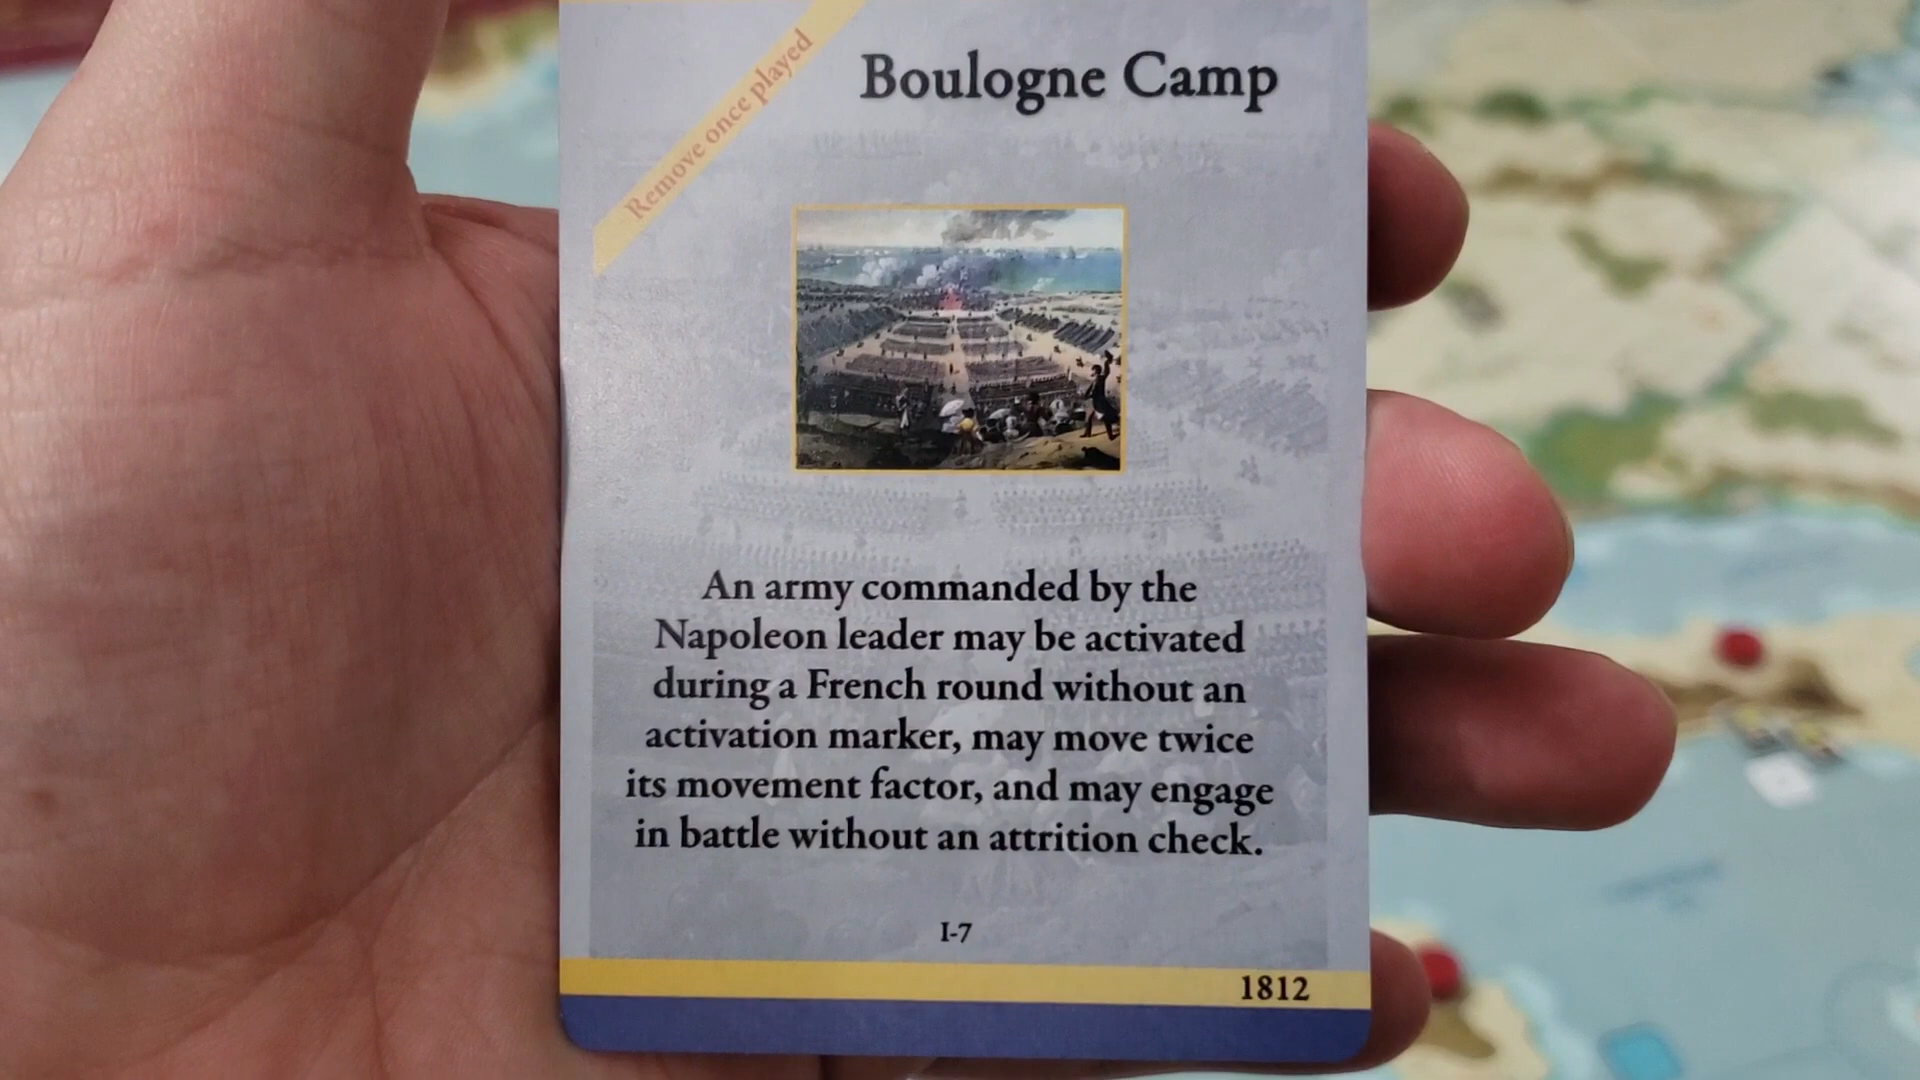 Remove once played
Boulogne Camp
An army commanded by the
Napoleon leader may be activated
during a French round without an
activation marker, may move twice
its movement factor, and may engage
in battle without an attrition check.
I-7
1812